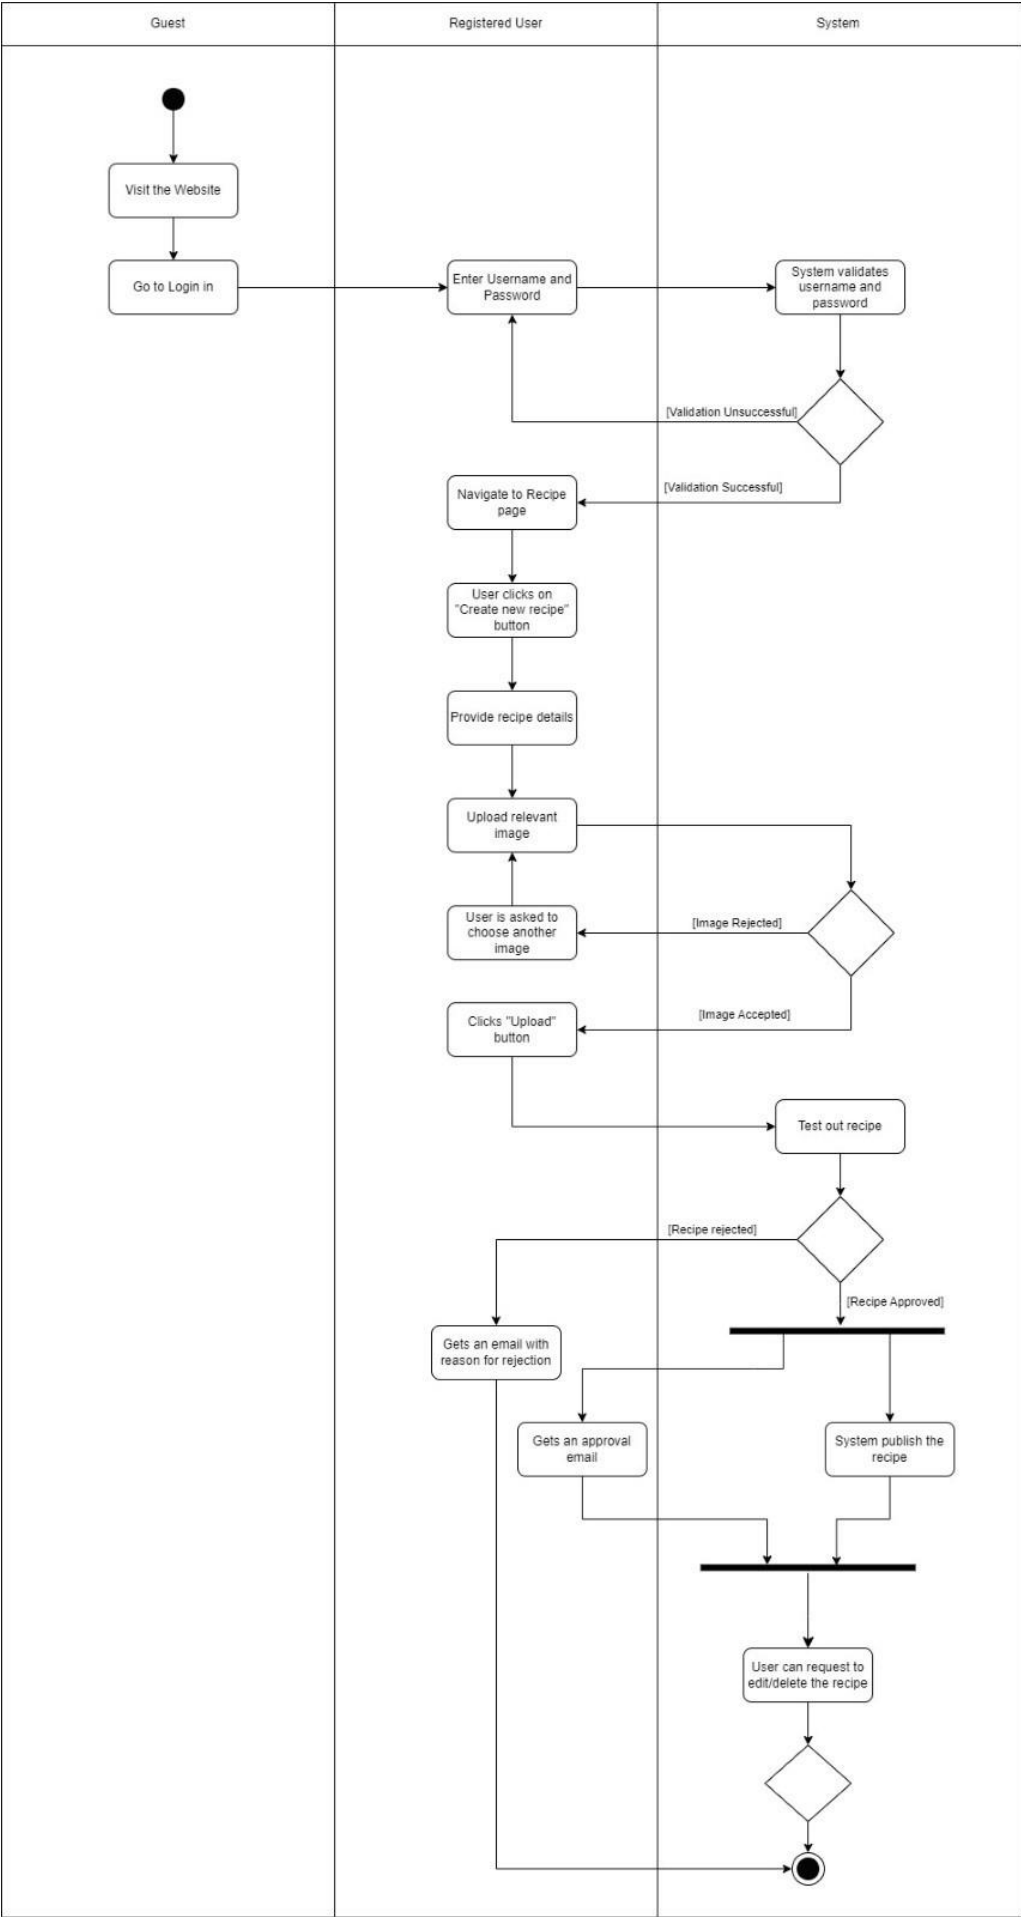 Guest
Registered User
System
Visit the Website
Go to Login in
Enter Username and
Password
System validates
username and
password
[Validation Unsuccessful]
[Validation Successful]
Navigate to Recipe
page
User clicks on
"Create new recipe"
button
Provide recipe details
Upload relevant
image
User is asked to
choose another
image
[Image Rejected]
[Image Accepted]
Clicks "Upload"
button
Test out recipe
[Recipe rejected]
[Recipe Approved]
Gets an email with
reason for rejection
Gets an approval
email
System publish the
recipe
User can request to
edit/delete the recipe